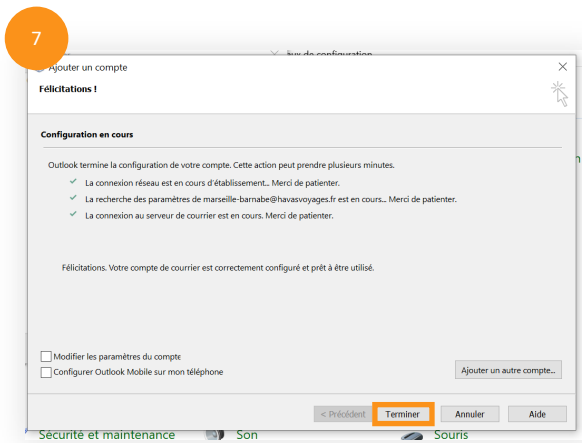 7
aux de configuration
Ajouter un compte
Félicitations !
Configuration en cours
Outlook termine la configuration de votre compte. Cette action peut prendre plusieurs minutes.
La connexion réseau est en cours d'établissement... Merci de patienter.
La recherche des paramètres de marseille-barnabe@havasvoyages.fr est en cours... Merci de patienter.
La connexion au serveur de courrier est en cours. Merci de patienter.
Félicitations. Votre compte de courrier est correctement configuré et prêt à être utilisé.
Modifier les paramètres du compte
Configurer Outlook Mobile sur mon téléphone
Ajouter un autre compte...
< Précédent Terminer Annuler Aide
Sécurité et maintenance Son Souris